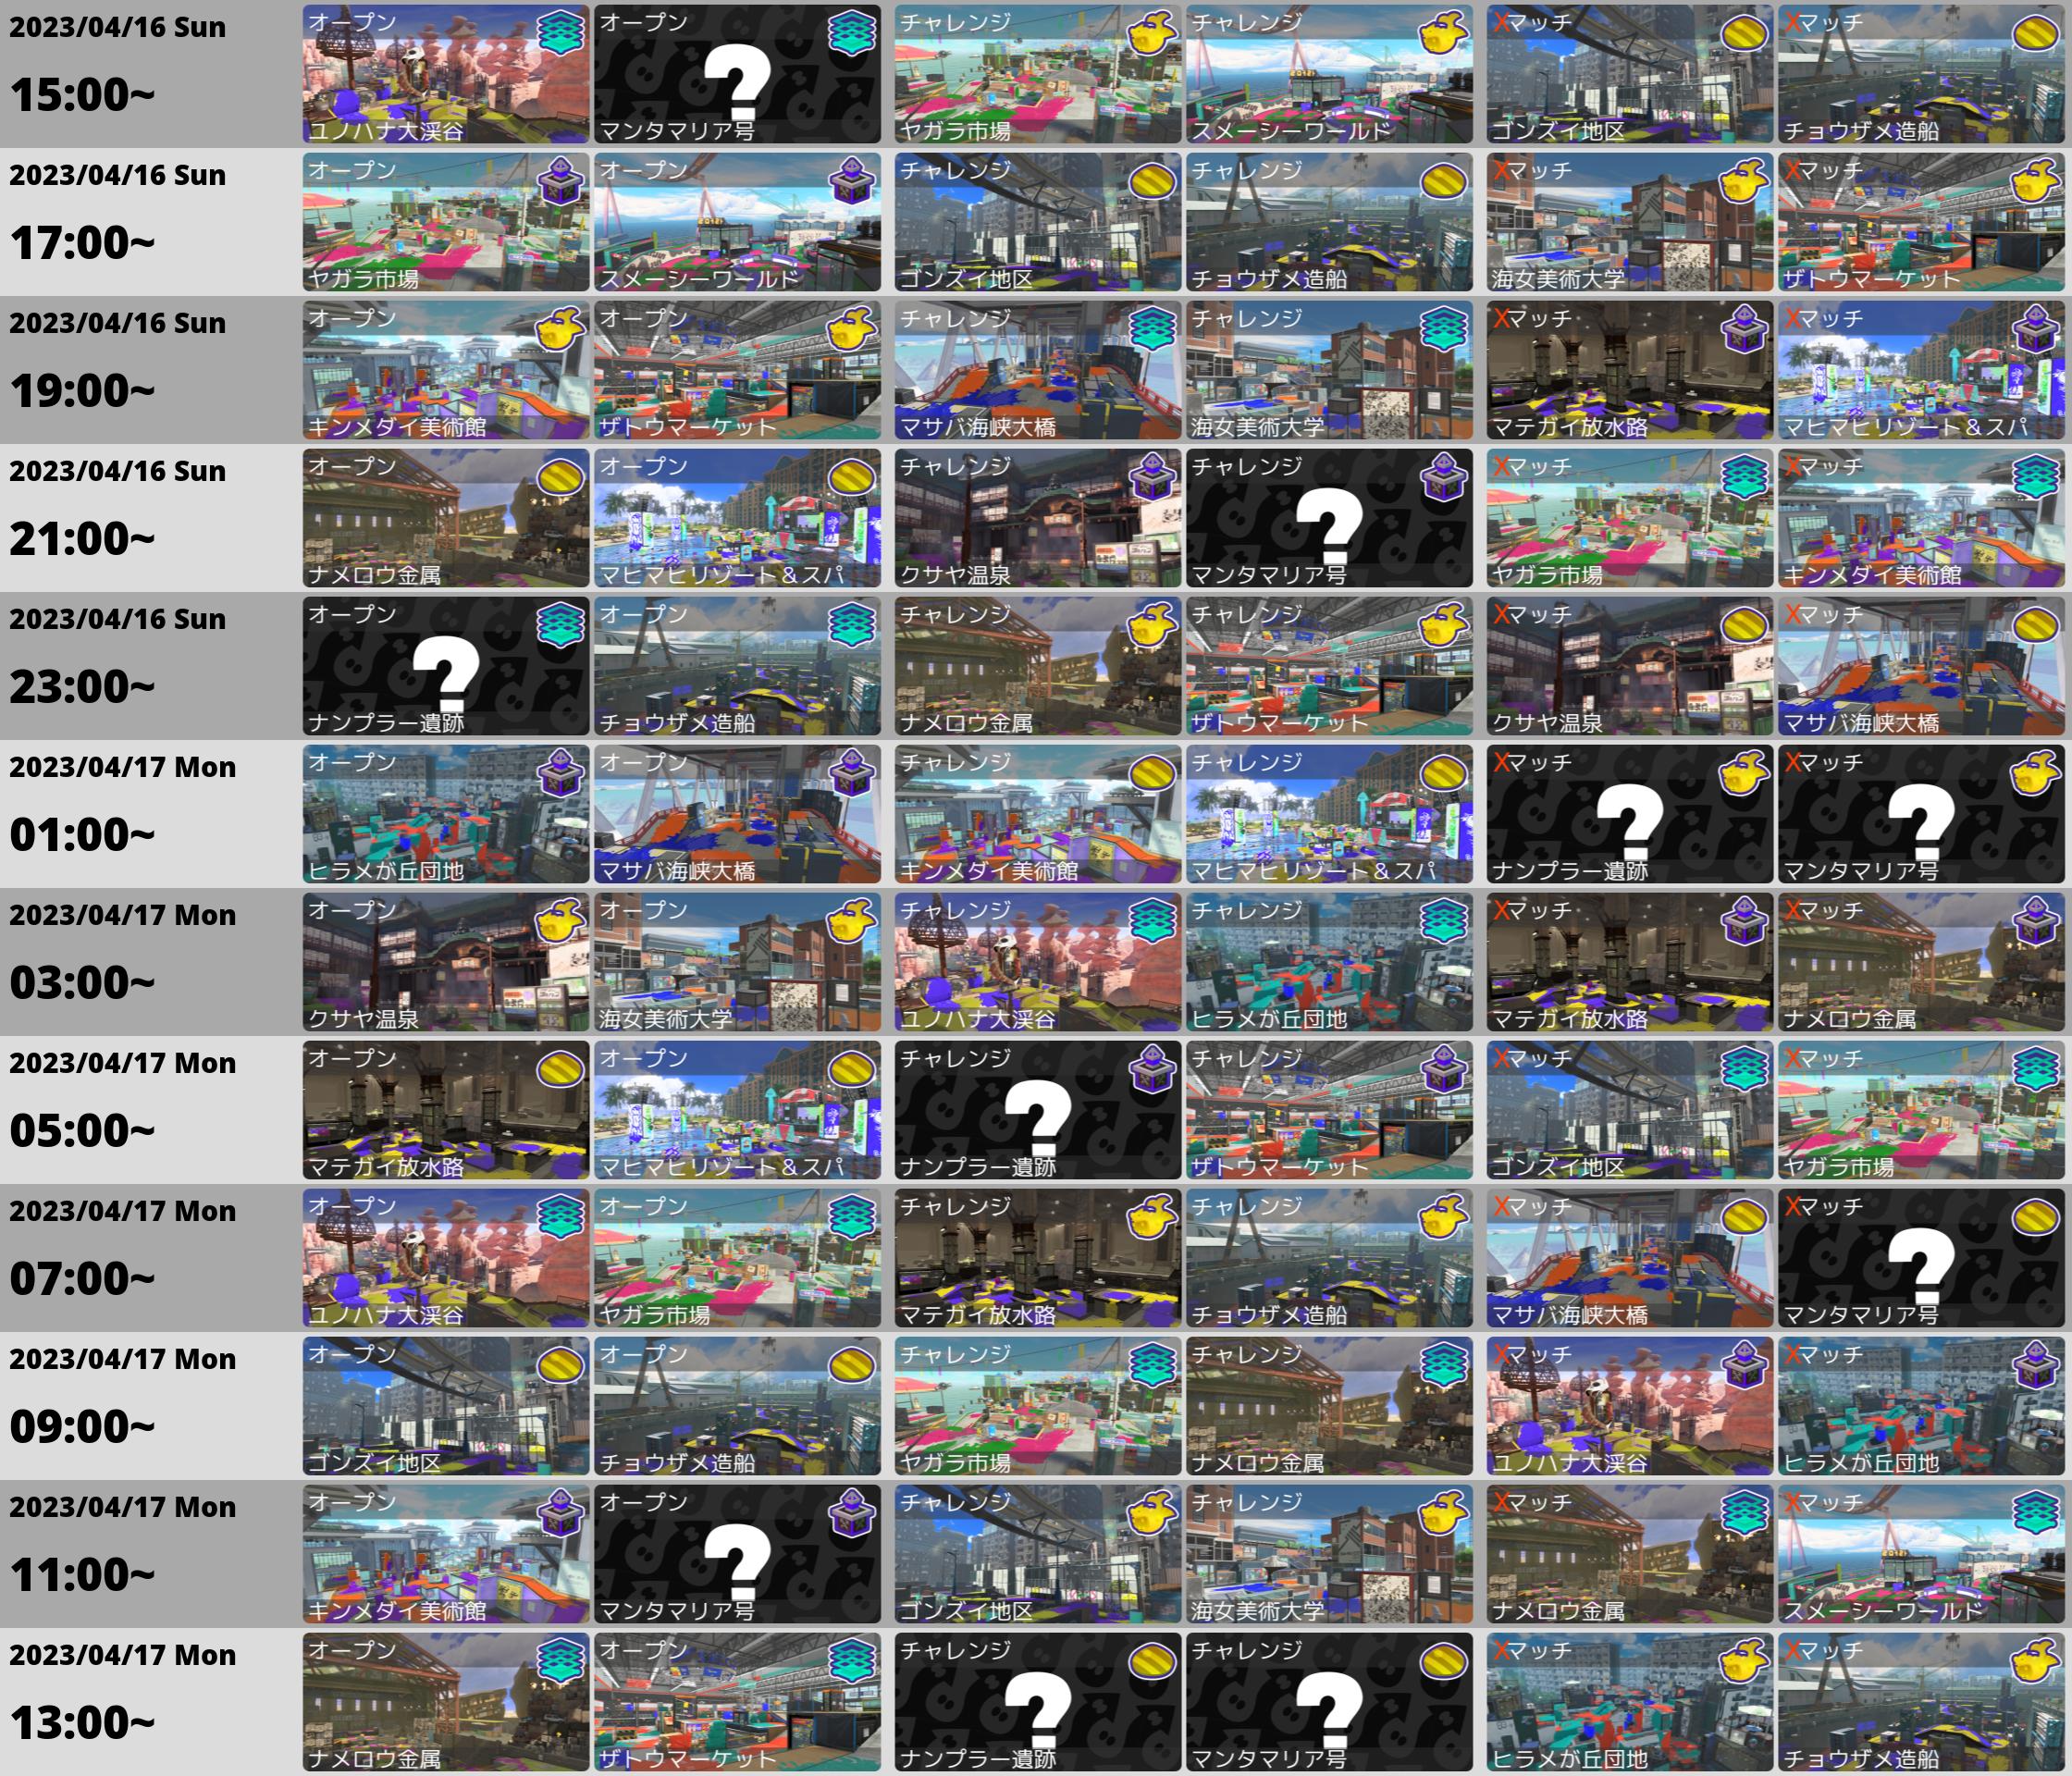 2023/04/16 Sun
15:00~
オープン
ユノハナ大渓谷
オープン
マンタマリア号
チャレンジ
ヤガラ市場
チャレンジ
スメーシーワールド
Xマッチ
ゴンズイ地区
Xマッチ
チョウザメ造船
2023/04/16 Sun
17:00~
オープン
ヤガラ市場
オープン
スメーシーワールド
チャレンジ
ゴンズイ地区
チャレンジ
チョウザメ造船
Xマッチ
海女美術大学
Xマッチ
ザトウマーケット
2023/04/16 Sun
19:00~
オープン
キンメダイ美術館
オープン
ザトウマーケット
チャレンジ
マサバ海峡大橋
チャレンジ
海女美術大学
Xマッチ
マテガイ放水路
Xマッチ
マヒマヒリゾート&スパ
2023/04/16 Sun
21:00~
オープン
ナメロウ金属
オープン
マヒマヒリゾート&スパ
チャレンジ
クサヤ温泉
チャレンジ
マンタマリア号
Xマッチ
ヤガラ市場
Xマッチ
キンメダイ美術館
2023/04/16 Sun
23:00~
オープン
ナンプラー遺跡
オープン
チョウザメ造船
チャレンジ
ナメロウ金属
チャレンジ
ザトウマーケット
Xマッチ
クサヤ温泉
Xマッチ
マサバ海峡大橋
2023/04/17 Mon
01:00~
オープン
ヒラメが丘団地
オープン
マサバ海峡大橋
チャレンジ
キンメダイ美術館
チャレンジ
マヒマヒリゾート&スパ
Xマッチ
ナンプラー遺跡
Xマッチ
マンタマリア号
2023/04/17 Mon
03:00~
オープン
クサヤ温泉
オープン
海女美術大学
チャレンジ
ユノハナ大渓谷
チャレンジ
ヒラメが丘団地
Xマッチ
マテガイ放水路
Xマッチ
ナメロウ金属
2023/04/17 Mon
05:00~
オープン
マテガイ放水路
オープン
マヒマヒリゾート&スパ
チャレンジ
ナンプラー遺跡
チャレンジ
ザトウマーケット
Xマッチ
ゴンズイ地区
Xマッチ
ヤガラ市場
2023/04/17 Mon
07:00~
オープン
ユノハナ大渓谷
オープン
ヤガラ市場
チャレンジ
マテガイ放水路
チャレンジ
チョウザメ造船
Xマッチ
マサバ海峡大橋
Xマッチ
マンタマリア号
2023/04/17 Mon
09:00~
オープン
ゴンズイ地区
オープン
チョウザメ造船
チャレンジ
ヤガラ市場
チャレンジ
ナメロウ金属
Xマッチ
ユノハナ大渓谷
Xマッチ
ヒラメが丘団地
2023/04/17 Mon
11:00~
オープン
キンメダイ美術館
オープン
マンタマリア号
チャレンジ
ゴンズイ地区
チャレンジ
海女美術大学
Xマッチ
ナメロウ金属
Xマッチ
スメーシーワールド
2023/04/17 Mon
13:00~
オープン
ナメロウ金属
オープン
ザトウマーケット
チャレンジ
ナンプラー遺跡
チャレンジ
マンタマリア号
Xマッチ
ヒラメが丘団地
Xマッチ
チョウザメ造船